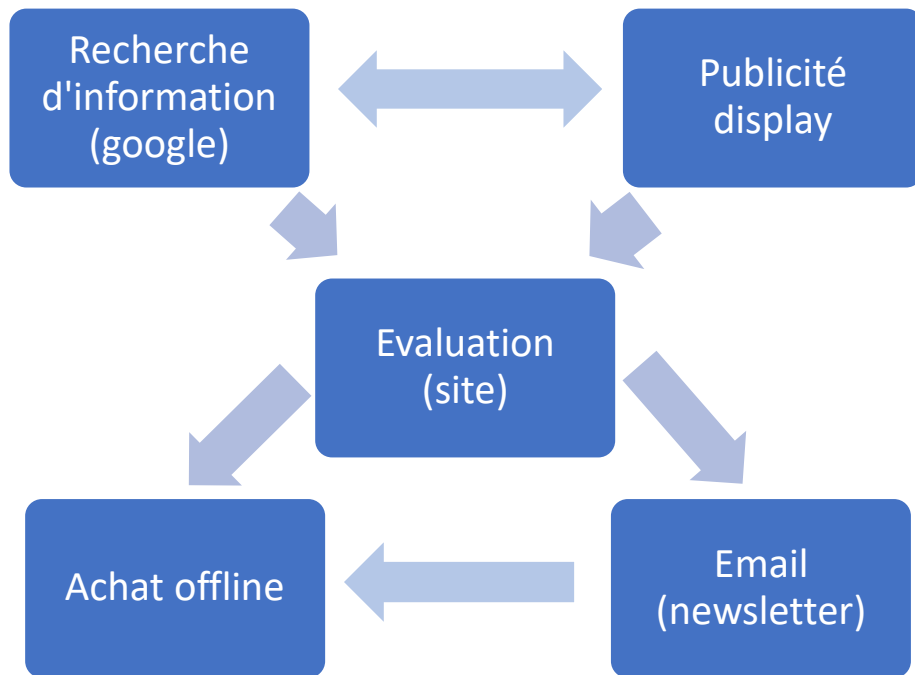 Recherche
d'information
(google)
Publicité
display
Evaluation
(site)
Achat offline
Email
(newsletter)